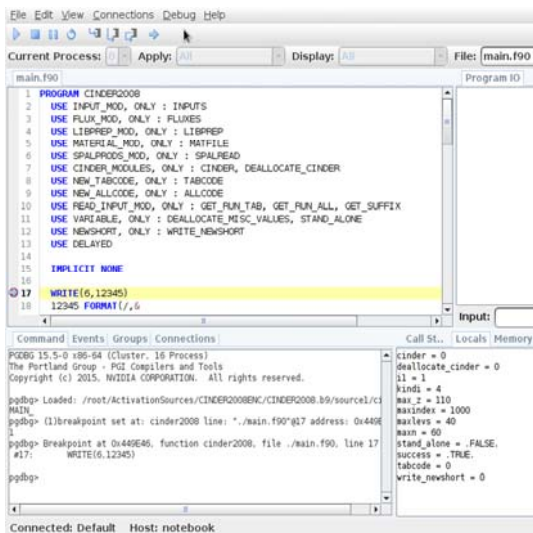 File Edit View Connections Debug Help
Current Process: 0 Apply: All Display: All File: main.f90
main.f90 Program IO
1 PROGRAM CINDER2008
2 USE INPUT_MOD, ONLY : INPUTS
3 USE FLUX_MOD, ONLY : FLUXES
4 USE LIBPREP_MOD, ONLY : LIBPREP
5 USE MATERIAL_MOD, ONLY : MATFILE
6 USE SPALPRODS_MOD, ONLY : SPALREAD
7 USE CINDER_MODULES, ONLY : CINDER, DEALLOCATE_CINDER
8 USE NEW_TABCODE, ONLY : TABCODE
9 USE NEW_ALLCODE, ONLY : ALLCODE
10 USE READ_INPUT_MOD, ONLY : GET_RUN_TAB, GET_RUN_ALL, GET_SUFFIX
11 USE VARIABLE, ONLY : DEALLOCATE_MISC_VALUES, STAND_ALONE
12 USE NEWSHORT, ONLY : WRITE_NEWSHORT
13 USE DELAYED
14
15 IMPLICIT NONE
16
17 WRITE(6,12345)
18 12345 FORMAT(/,&
Input:
Command Events Groups Connections
PGDBG 15.5-0 x86-64 (Cluster, 16 Process)
The Portland Group - PGI Compilers and Tools
Copyright (c) 2015, NVIDIA CORPORATION. All rights reserved.
pgdbg> Loaded: /root/ActivationSources/CINDER2008ENC/CINDER.b9/source1/ci
MAIN_
pgdbg> (1)breakpoint set at: cinder2008 line: "./main.f90"@17 address: 0x449E
1
pgdbg> Breakpoint at 0x449E46, function cinder2008, file ./main.f90, line 17
#17: WRITE(6,12345)
pgdbg>
Call St.. Locals Memory
cinder = 0
deallocate_cinder = 0
i1 = 1
kindi = 4
max_z = 110
maxindex = 1000
maxlevs = 40
maxn = 60
stand_alone = .FALSE.
success = .TRUE.
tabcode = 0
write_newshort = 0
Connected: Default Host: notebook